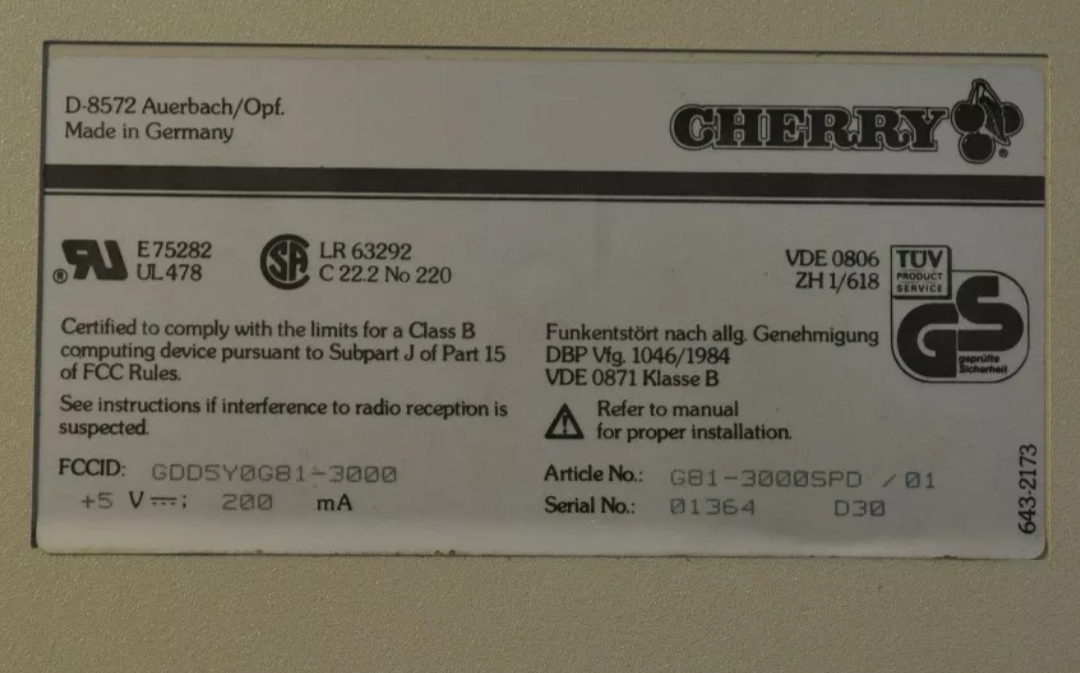 D-8572 Auerbach/Opf.
Made in Germany
CHERRY
®
E 75282
UL 478
SA
LR 63292
C 22.2 No 220
VDE 0806
ZH 1/618
TÜV
PRODUCT
SERVICE
GS
geprüfte
Sicherheit
Certified to comply with the limits for a Class B
computing device pursuant to Subpart J of Part 15
of FCC Rules.
See instructions if interference to radio reception is
suspected.
Funkentstört nach allg. Genehmigung
DBP Vfg. 1046/1984
VDE 0871 Klasse B
Refer to manual
for proper installation.
FCCID: GDD5Y0G81-3000
+5 V⎓; 200 mA
Article No.: G81-3000SPD / 01
Serial No.: 01364 D30
643-2173